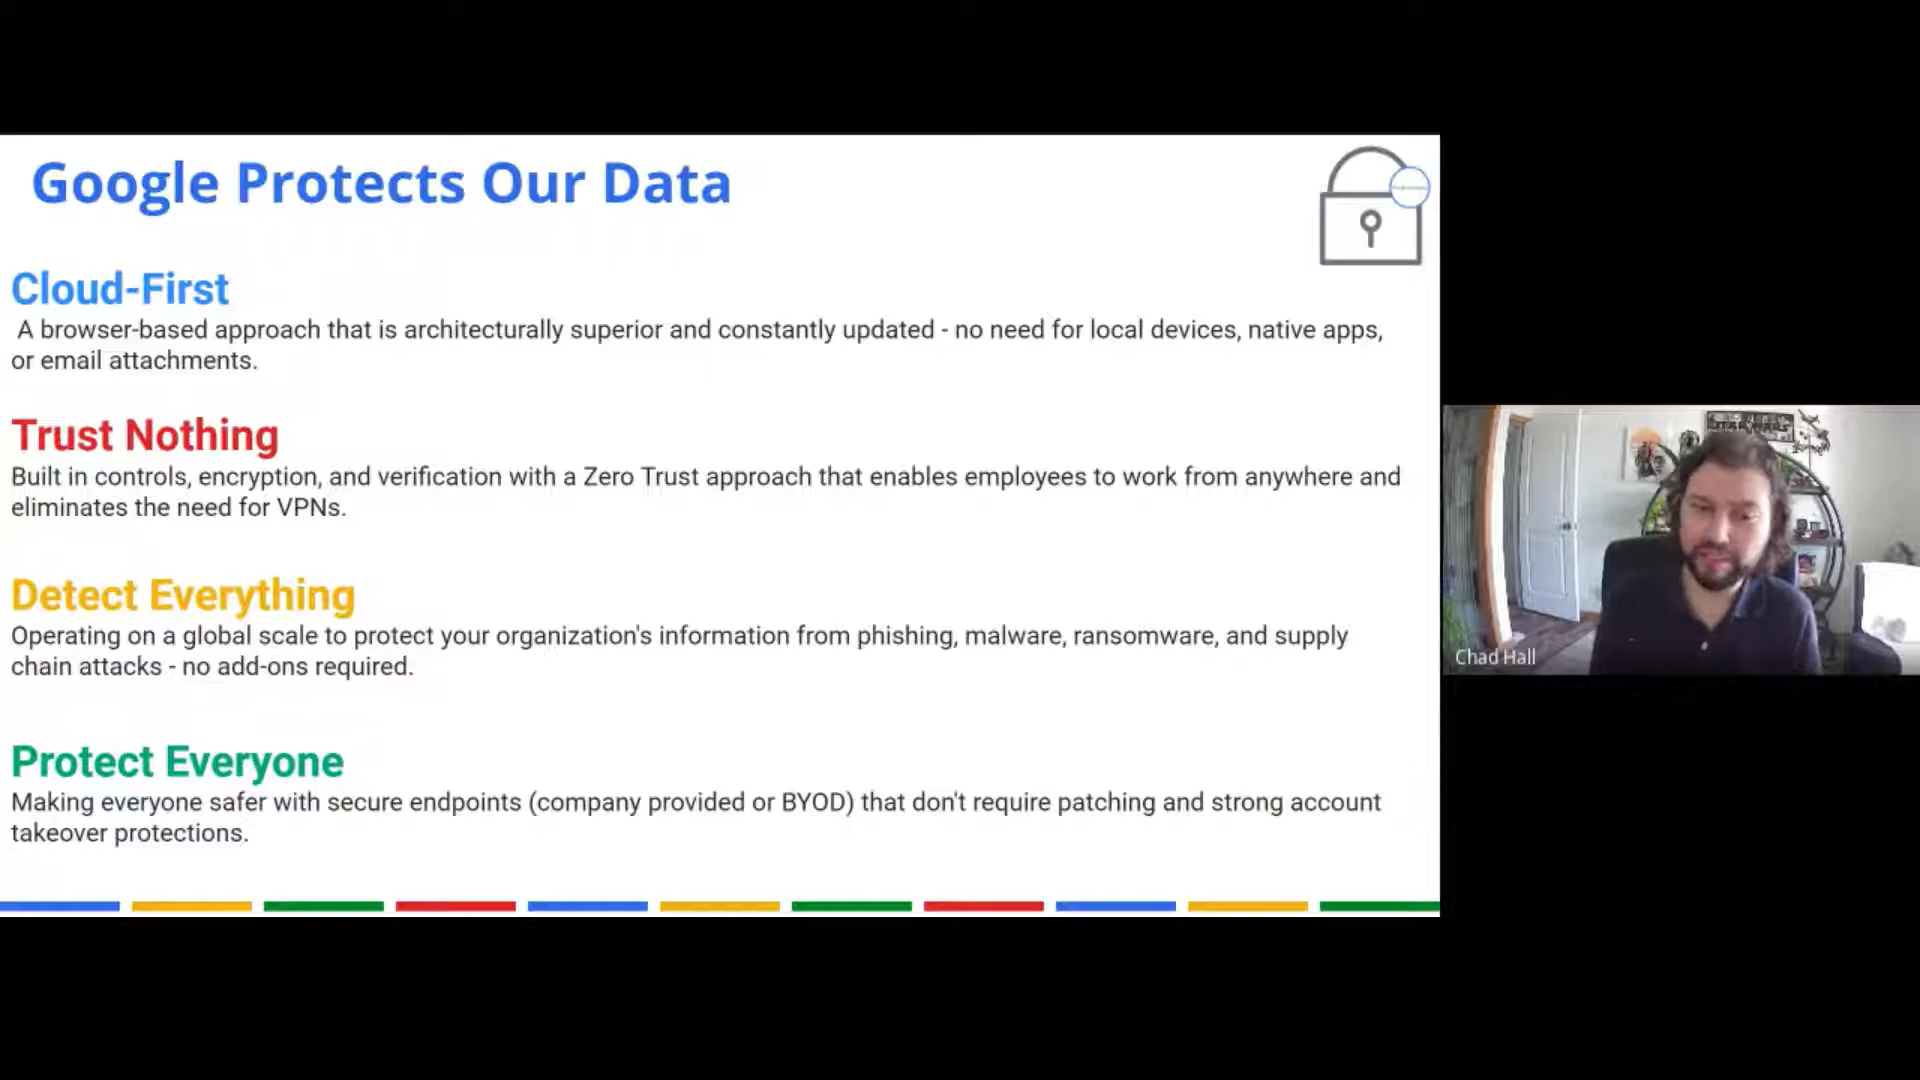 Google Protects Our Data
Cloud-First
A browser-based approach that is architecturally superior and constantly updated - no need for local devices, native apps,
or email attachments.
Trust Nothing
Built in controls, encryption, and verification with a Zero Trust approach that enables employees to work from anywhere and
eliminates the need for VPNs.
Detect Everything
Operating on a global scale to protect your organization's information from phishing, malware, ransomware, and supply
chain attacks - no add-ons required.
Protect Everyone
Making everyone safer with secure endpoints (company provided or BYOD) that don't require patching and strong account
takeover protections.
STAR WARS
Chad Hall